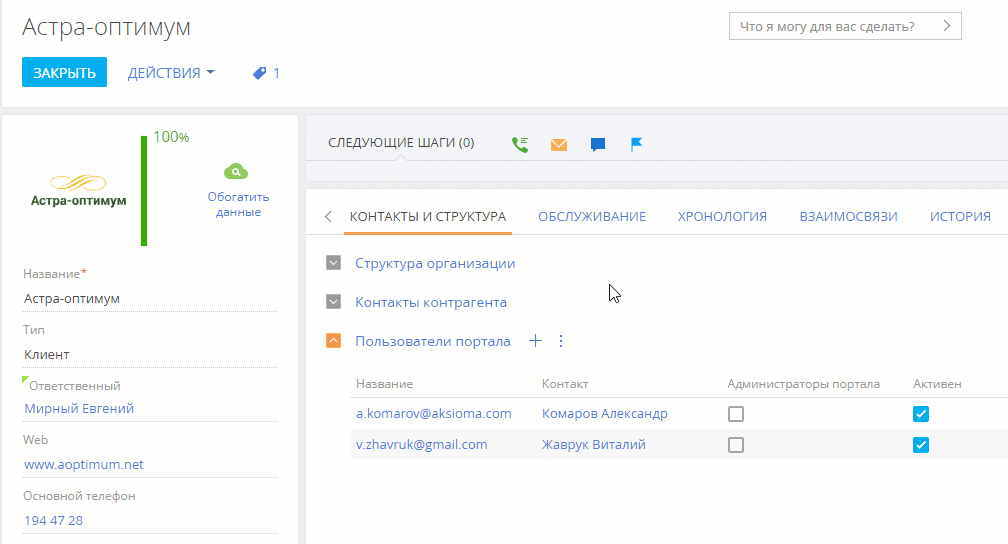 Астра-оптимум
Что я могу для вас сделать?
ЗАКРЫТЬ
ДЕЙСТВИЯ
1
100%
Астра-оптимум
Обогатить
данные
Название*
Астра-оптимум
Тип
Клиент
Ответственный
Мирный Евгений
Web
www.aoptimum.net
Основной телефон
194 47 28
СЛЕДУЮЩИЕ ШАГИ (0)
КОНТАКТЫ И СТРУКТУРА ОБСЛУЖИВАНИЕ ХРОНОЛОГИЯ ВЗАИМОСВЯЗИ ИСТОРИЯ
Структура организации
Контакты контрагента
Пользователи портала
Название Контакт Администраторы портала Активен
a.komarov@aksioma.com Комаров Александр
v.zhavruk@gmail.com Жаврук Виталий